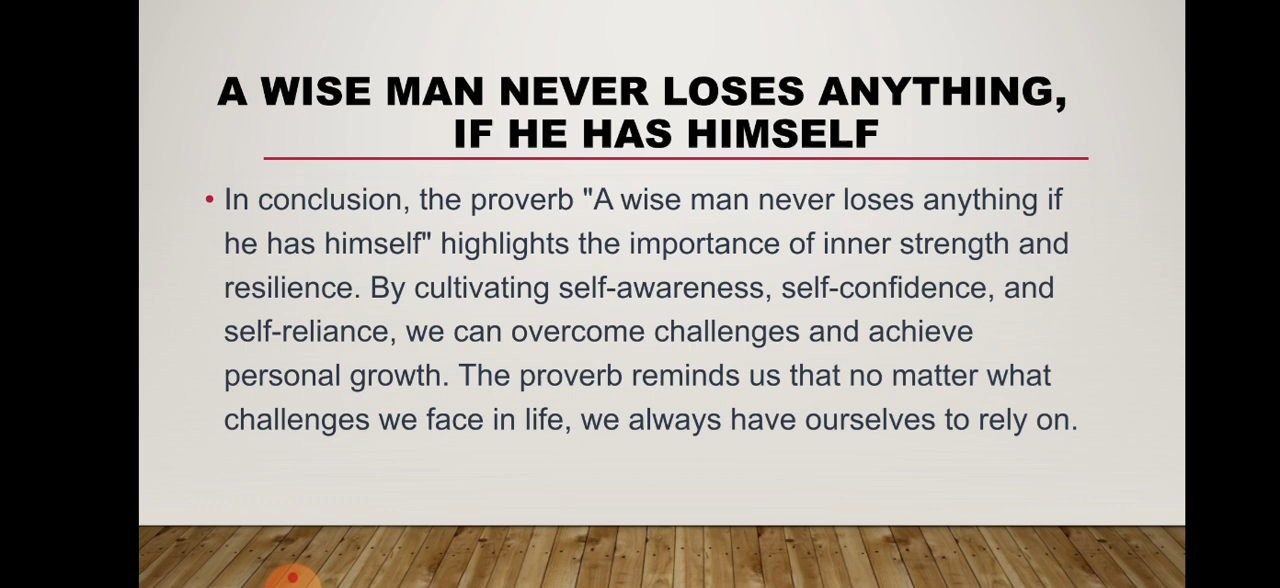 A WISE MAN NEVER LOSES ANYTHING,
IF HE HAS HIMSELF
• In conclusion, the proverb "A wise man never loses anything if
he has himself" highlights the importance of inner strength and
resilience. By cultivating self-awareness, self-confidence, and
self-reliance, we can overcome challenges and achieve
personal growth. The proverb reminds us that no matter what
challenges we face in life, we always have ourselves to rely on.